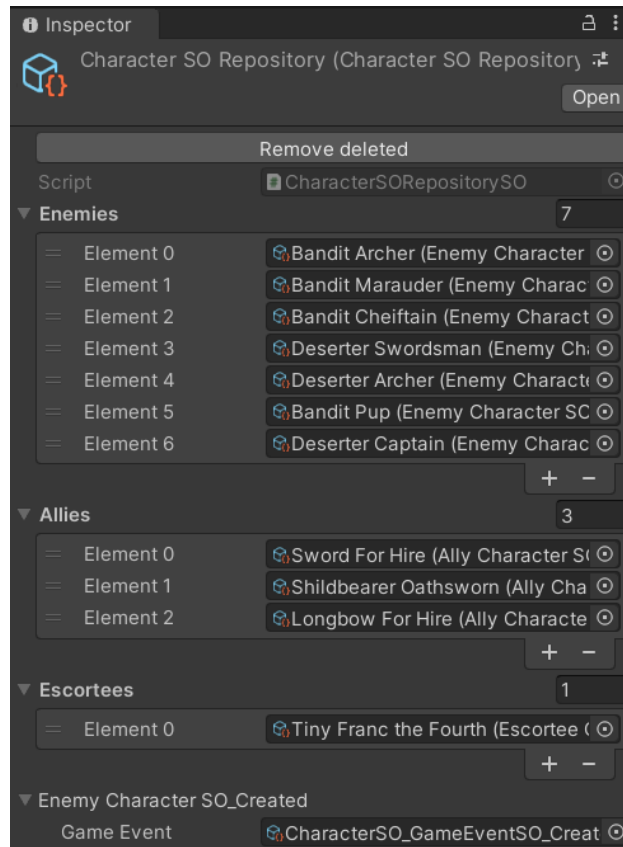 Inspector
Character SO Repository (Character SO Repository
Open
Remove deleted
Script CharacterSORepositorySO
Enemies 7
Element 0 Bandit Archer (Enemy Character
Element 1 Bandit Marauder (Enemy Charac
Element 2 Bandit Cheiftain (Enemy Charact
Element 3 Deserter Swordsman (Enemy Cha
Element 4 Deserter Archer (Enemy Characte
Element 5 Bandit Pup (Enemy Character SO
Element 6 Deserter Captain (Enemy Charac
+ −
Allies 3
Element 0 Sword For Hire (Ally Character S
Element 1 Shildbearer Oathsworn (Ally Cha
Element 2 Longbow For Hire (Ally Characte
+ −
Escortees 1
Element 0 Tiny Franc the Fourth (Escortee
+ −
Enemy Character SO_Created
Game Event CharacterSO_GameEventSO_Creat